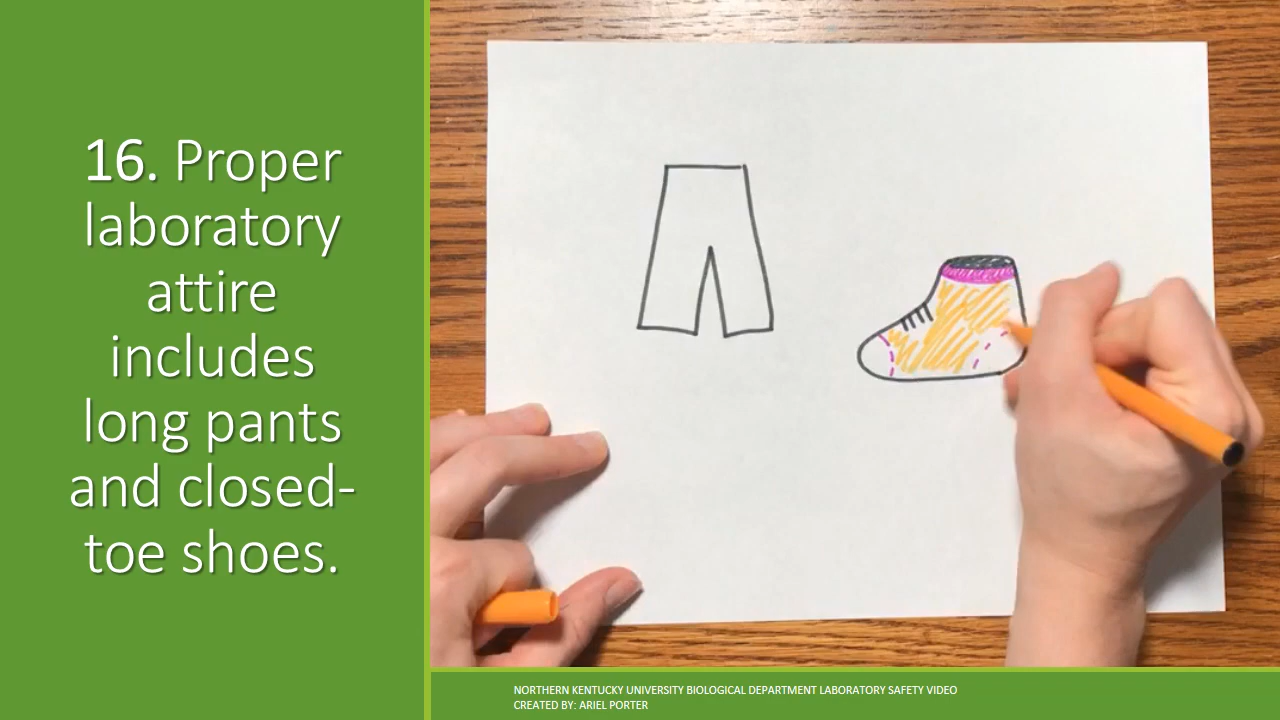 16. Proper
laboratory
attire
includes
long pants
and closed-
toe shoes.
NORTHERN KENTUCKY UNIVERSITY BIOLOGICAL DEPARTMENT LABORATORY SAFETY VIDEO
CREATED BY: ARIEL PORTER